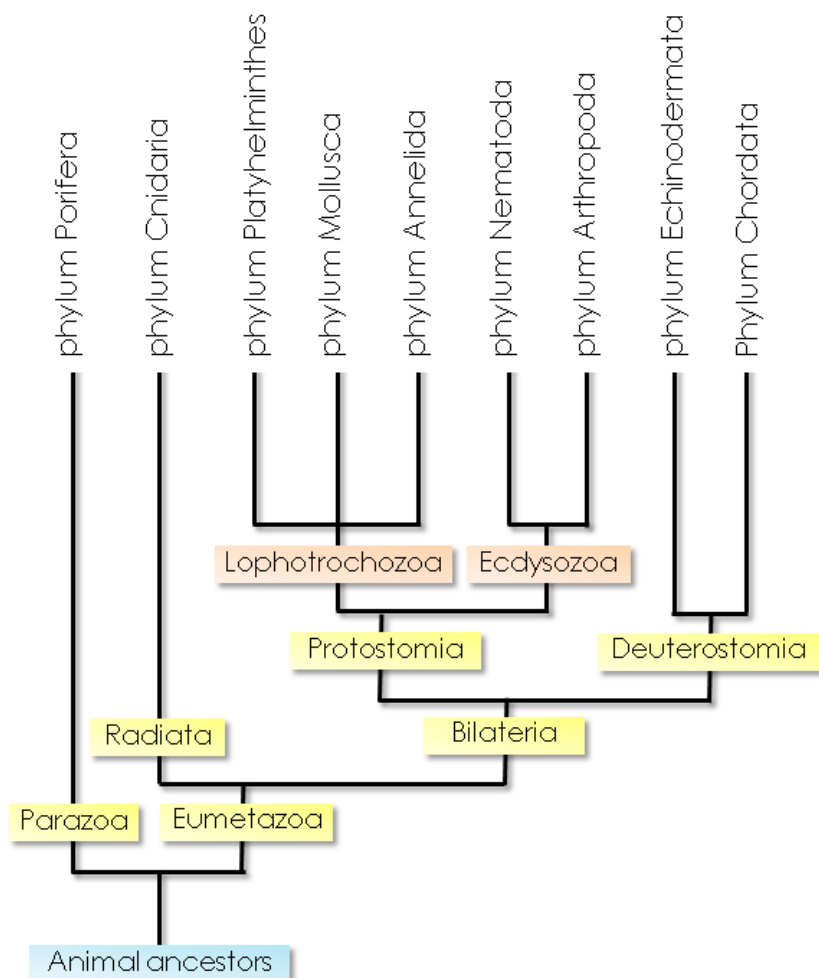 phylum Porifera
phylum Cnidaria
phylum Platyhelminthes
phylum Mollusca
phylum Annelida
phylum Nematoda
phylum Arthropoda
phylum Echinodermata
Phylum Chordata
Lophotrochozoa
Ecdysozoa
Protostomia
Deuterostomia
Radiata
Bilateria
Parazoa
Eumetazoa
Animal ancestors